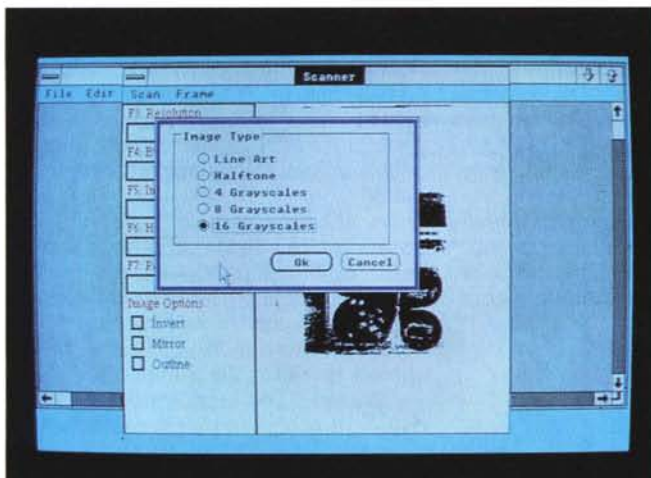 Scanner
File Edit Scan Frame
F3: Resolution
F4:
F5:
F6:
F7:
Image Type
Line Art
Halftone
4 Grayscales
8 Grayscales
16 Grayscales
Ok Cancel
Image Options
Invert
Mirror
Outline